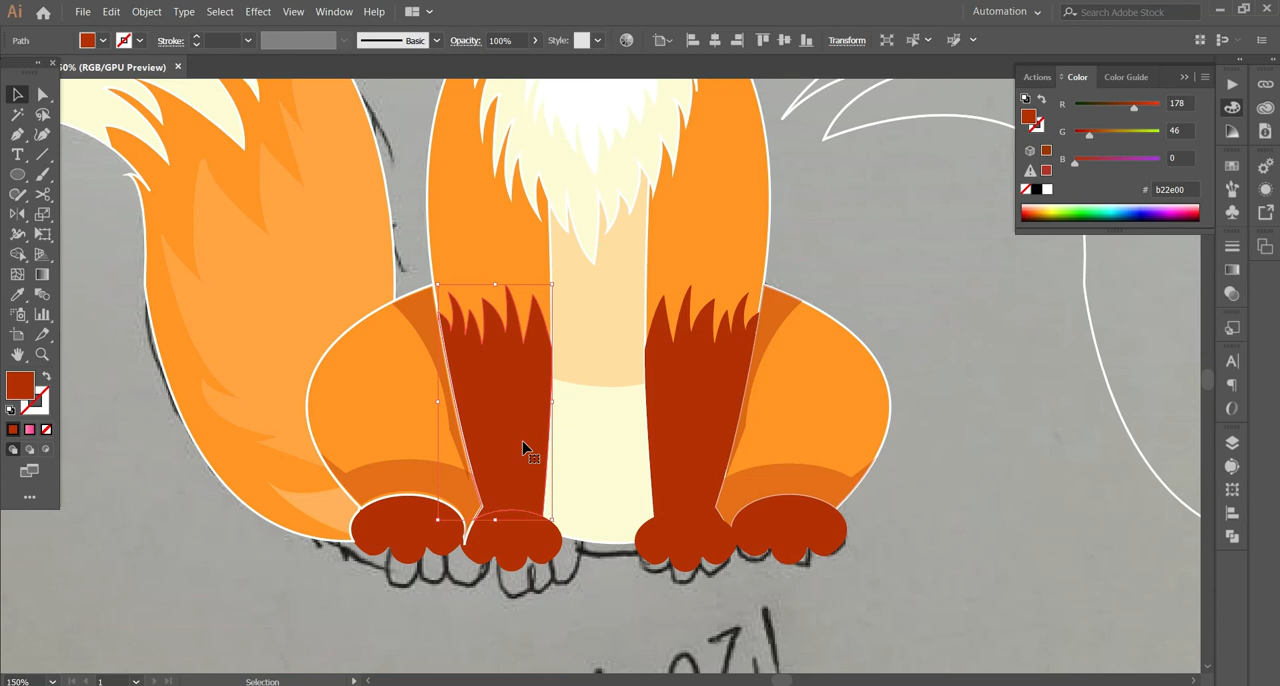 Ai File Edit Object Type Select Effect View Window Help Automation Search Adobe Stock
Path Stroke: Basic Opacity: 100% Style: Transform
50% (RGB/GPU Preview) ×
Actions Color Color Guide
R 178
G 46
B 0
# b22e00
150% 1 Selection